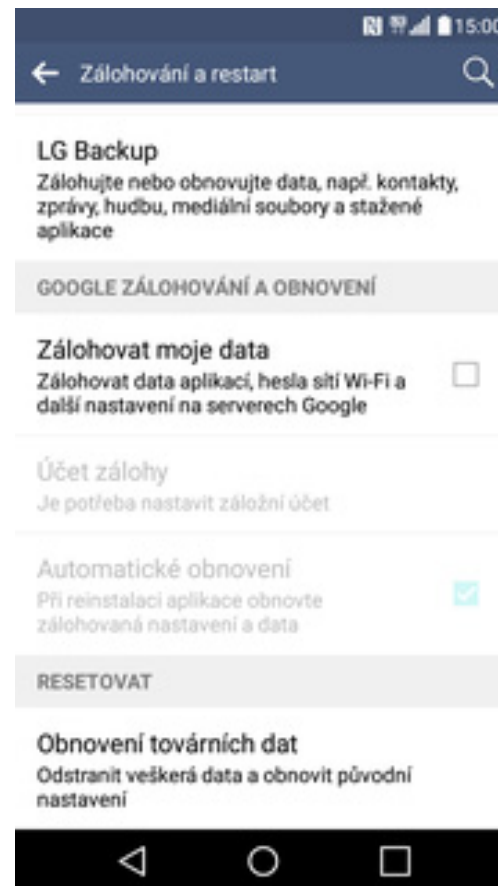 15:00
Zálohování a restart
LG Backup
Zálohujte nebo obnovujte data, např. kontakty,
zprávy, hudbu, mediální soubory a stažené
aplikace
GOOGLE ZÁLOHOVÁNÍ A OBNOVENÍ
Zálohovat moje data
Zálohovat data aplikací, hesla sítí Wi-Fi a
další nastavení na serverech Google
Účet zálohy
Je potřeba nastavit záložní účet
Automatické obnovení
Při reinstalaci aplikace obnovte
zálohovaná nastavení a data
RESETOVAT
Obnovení továrních dat
Odstranit veškerá data a obnovit původní
nastavení